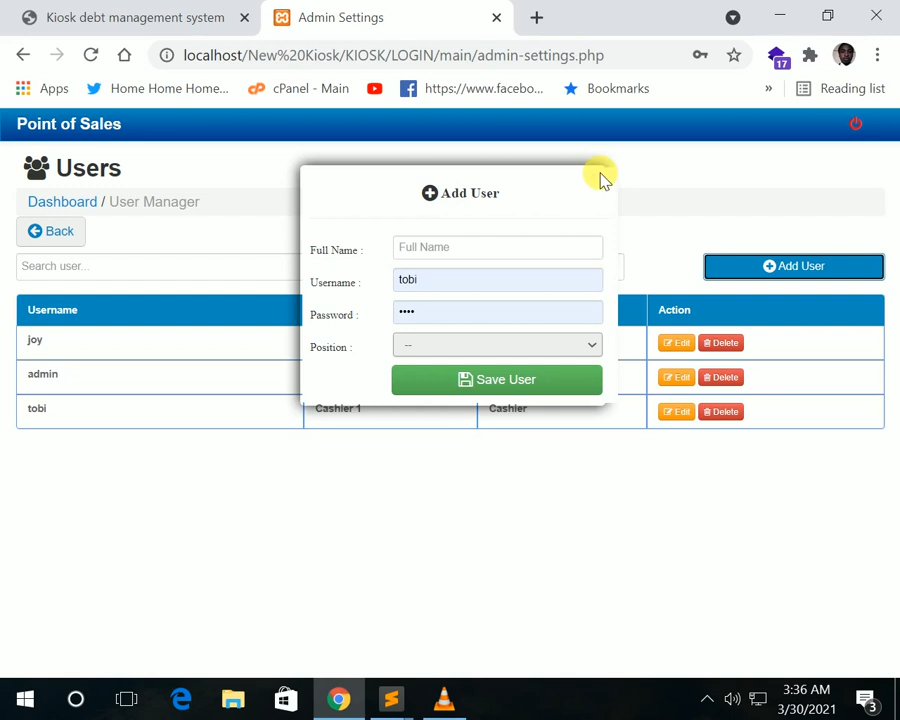 Kiosk debt management system
Admin Settings
localhost/New%20Kiosk/KIOSK/LOGIN/main/admin-settings.php
17
Apps
Home Home Home...
cPanel - Main
https://www.facebo...
Bookmarks
»
Reading list
Point of Sales
Users
Dashboard / User Manager
Back
Search user...
Add User
Add User
Full Name :
Full Name
Username :
tobi
Password :
••••
Position :
--
Save User
Username
Action
joy
Edit
Delete
admin
Edit
Delete
tobi
Cashier 1
Cashier
Edit
Delete
3:36 AM
3/30/2021
3